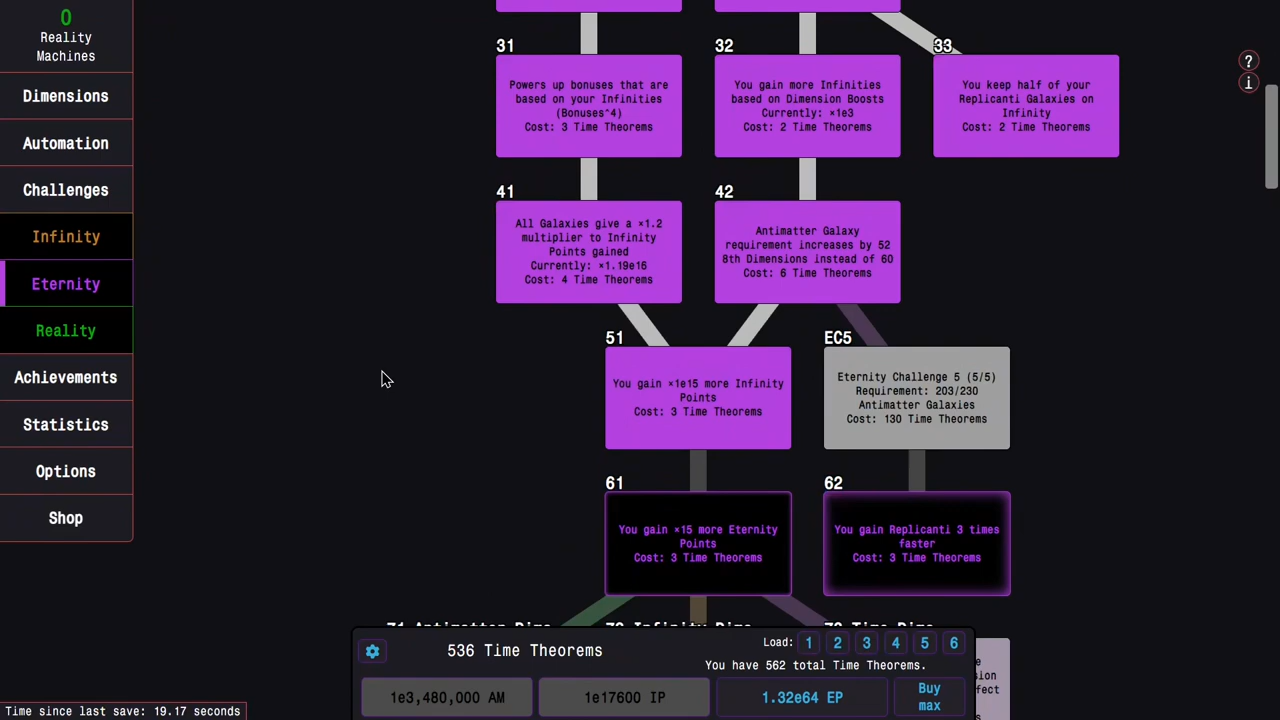 0
Reality
Machines
Dimensions
Automation
Challenges
Infinity
Eternity
Reality
Achievements
Statistics
Options
Shop
31
Powers up bonuses that are
based on your Infinities
(Bonuses^4)
Cost: 3 Time Theorems
32
You gain more Infinities
based on Dimension Boosts
Currently: ×1e3
Cost: 2 Time Theorems
33
You keep half of your
Replicanti Galaxies on
Infinity
Cost: 2 Time Theorems
?
i
41
All Galaxies give a ×1.2
multiplier to Infinity
Points gained
Currently: ×1.19e16
Cost: 4 Time Theorems
42
Antimatter Galaxy
requirement increases by 52
8th Dimensions instead of 60
Cost: 6 Time Theorems
51
You gain ×1e15 more Infinity
Points
Cost: 3 Time Theorems
EC5
Eternity Challenge 5 (5/5)
Requirement: 203/230
Antimatter Galaxies
Cost: 130 Time Theorems
61
You gain ×15 more Eternity
Points
Cost: 3 Time Theorems
62
You gain Replicanti 3 times
faster
Cost: 3 Time Theorems
71 Antimatter Dims
72 Infinity Dims
73 Time Dims
536 Time Theorems
Load: 1 2 3 4 5 6
You have 562 total Time Theorems.
1e3,480,000 AM
1e17600 IP
1.32e64 EP
Buy
max
Time since last save: 19.17 seconds